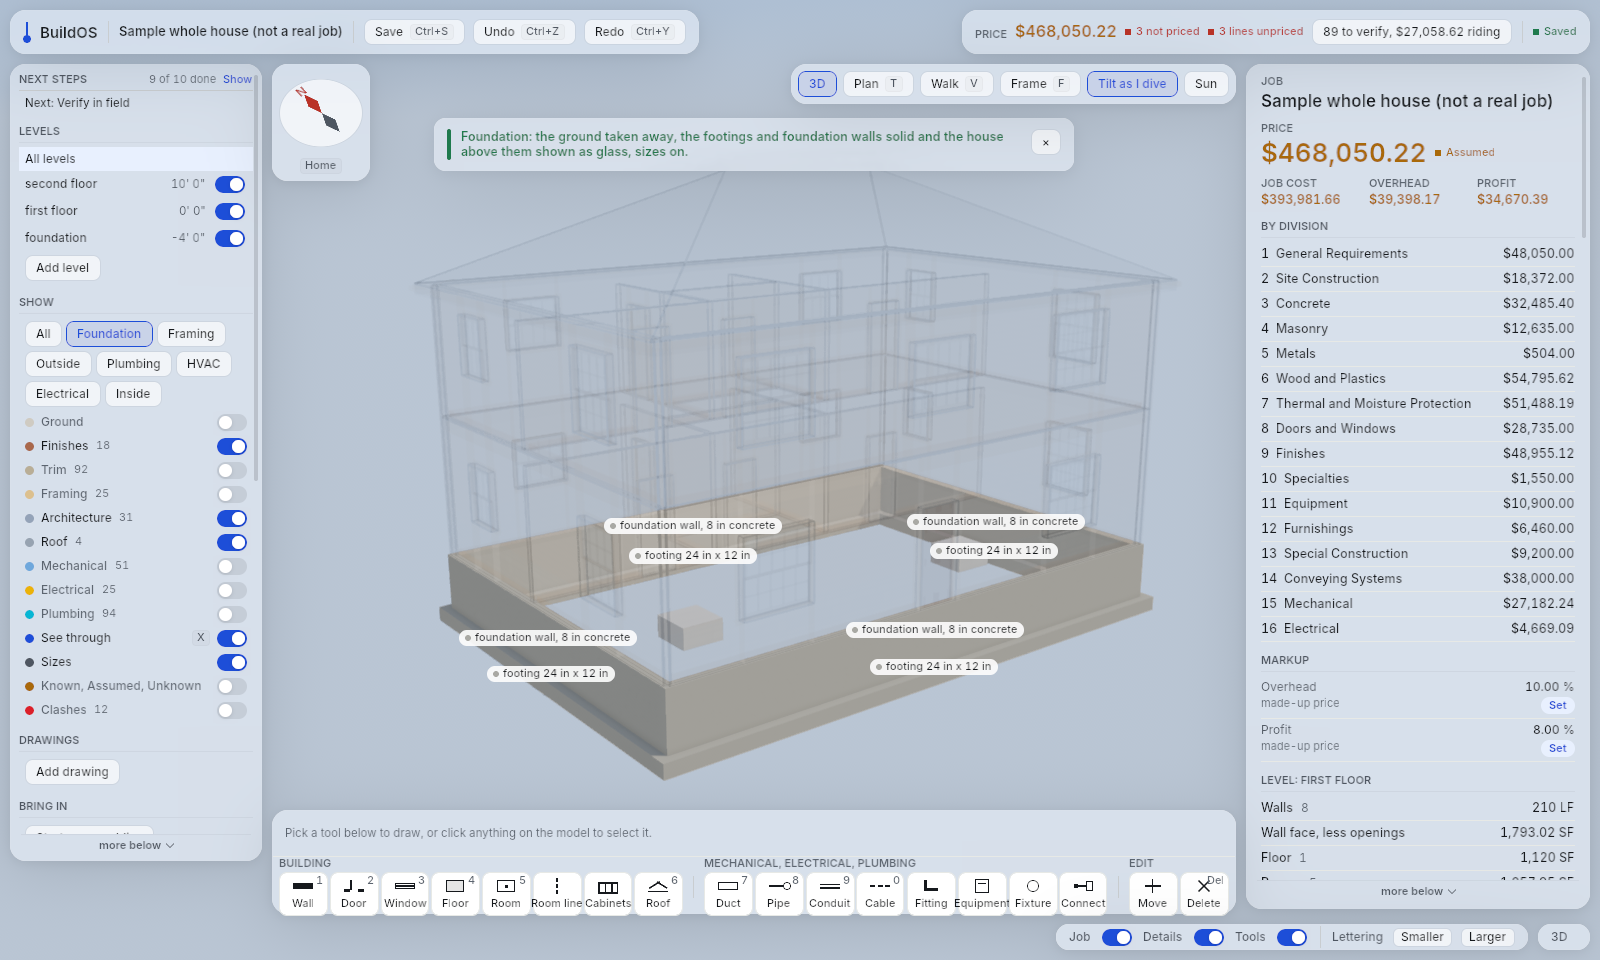 BuildOS
Sample whole house (not a real job)
Save Ctrl+S
Undo Ctrl+Z
Redo Ctrl+Y
PRICE $468,050.22
3 not priced
3 lines unpriced
89 to verify, $27,058.62 riding
Saved
NEXT STEPS 9 of 10 done Show
Next: Verify in field
LEVELS
All levels
second floor 10' 0"
first floor 0' 0"
foundation -4' 0"
Add level
SHOW
All Foundation Framing
Outside Plumbing HVAC
Electrical Inside
Ground
Finishes 18
Trim 92
Framing 25
Architecture 31
Roof 4
Mechanical 51
Electrical 25
Plumbing 94
See through X
Sizes
Known, Assumed, Unknown
Clashes 12
DRAWINGS
Add drawing
BRING IN
more below
N
Home
3D
Plan T
Walk V
Frame F
Tilt as I dive
Sun
Foundation: the ground taken away, the footings and foundation walls solid and the house
above them shown as glass, sizes on.
×
foundation wall, 8 in concrete
foundation wall, 8 in concrete
footing 24 in x 12 in
footing 24 in x 12 in
foundation wall, 8 in concrete
foundation wall, 8 in concrete
footing 24 in x 12 in
footing 24 in x 12 in
Pick a tool below to draw, or click anything on the model to select it.
BUILDING
1 Wall
2 Door
3 Window
4 Floor
5 Room
Room line
Cabinets
6 Roof
MECHANICAL, ELECTRICAL, PLUMBING
7 Duct
8 Pipe
9 Conduit
0 Cable
Fitting
Equipment
Fixture
Connect
EDIT
Move
Del Delete
JOB
Sample whole house (not a real job)
PRICE
$468,050.22 Assumed
JOB COST OVERHEAD PROFIT
$393,981.66 $39,398.17 $34,670.39
BY DIVISION
1 General Requirements $48,050.00
2 Site Construction $18,372.00
3 Concrete $32,485.40
4 Masonry $12,635.00
5 Metals $504.00
6 Wood and Plastics $54,795.62
7 Thermal and Moisture Protection $51,488.19
8 Doors and Windows $28,735.00
9 Finishes $48,955.12
10 Specialties $1,550.00
11 Equipment $10,900.00
12 Furnishings $6,460.00
13 Special Construction $9,200.00
14 Conveying Systems $38,000.00
15 Mechanical $27,182.24
16 Electrical $4,669.09
MARKUP
Overhead 10.00 %
made-up price Set
Profit 8.00 %
made-up price Set
LEVEL: FIRST FLOOR
Walls 8 210 LF
Wall face, less openings 1,793.02 SF
Floor 1 1,120 SF
more below
Job Details Tools
Lettering Smaller Larger
3D